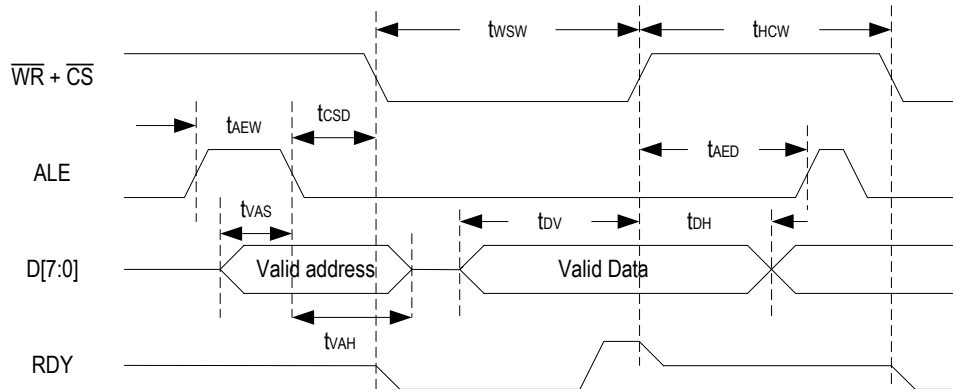 tWSW tHCW
WR + CS
tAEW tCSD
ALE tAED
tVAS tDV tDH
D[7:0] Valid address Valid Data
tVAH
RDY